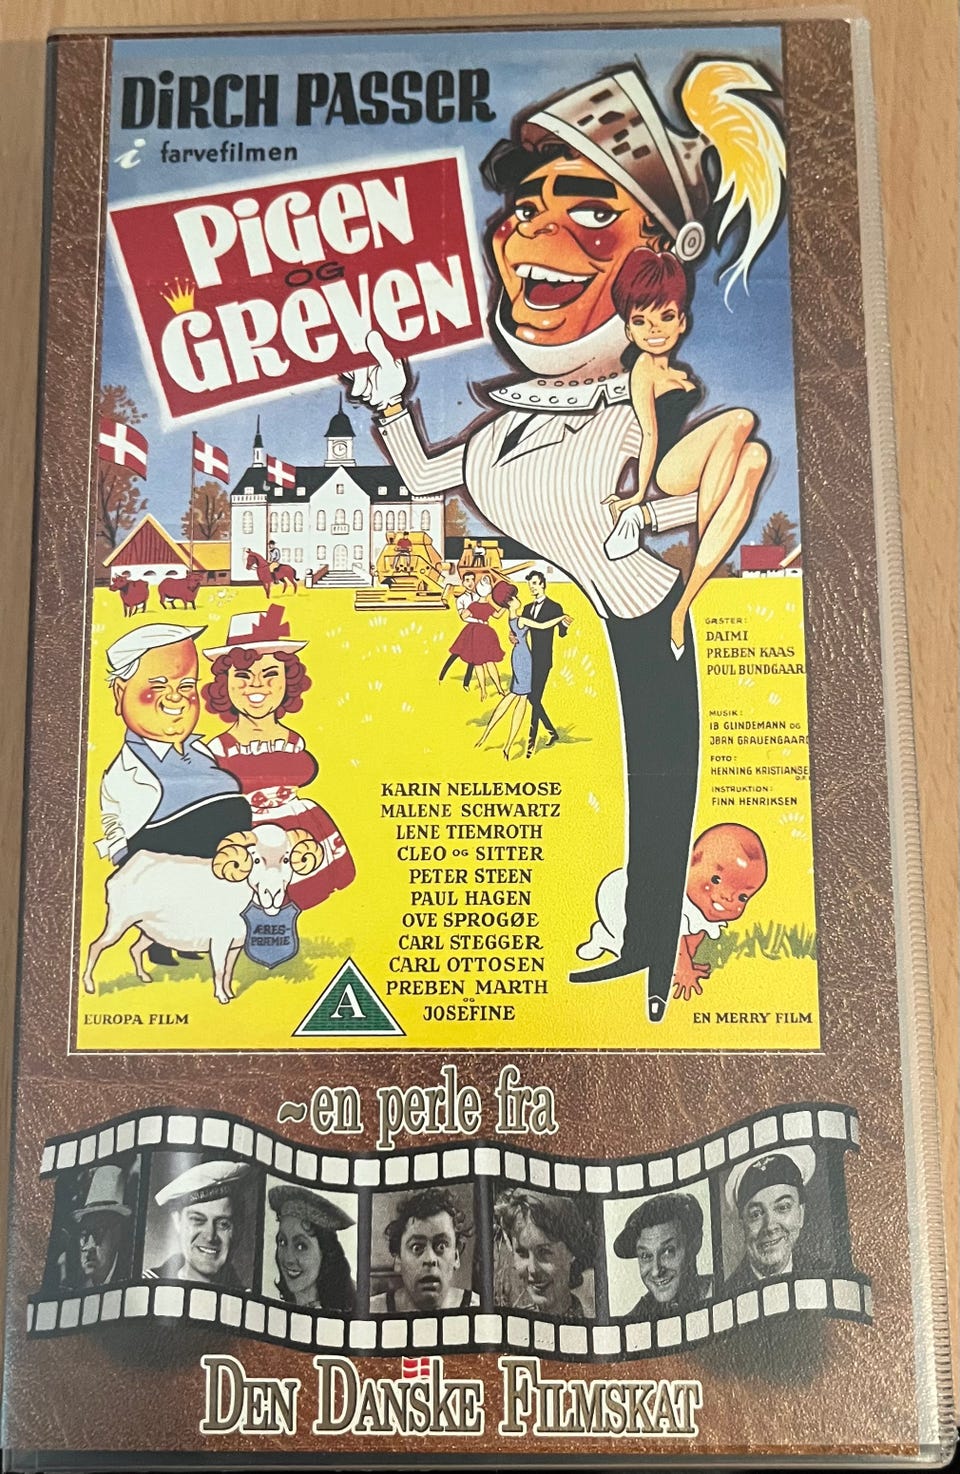 DIRCH PASSER
i farvefilmen
PIGEN
OG
GREVEN
GÆSTER:
DAIMI
PREBEN KAAS
POUL BUNDGAAR
MUSIK:
IB GLINDEMANN OG
JØRN GRAUENGAARD
FOTO:
HENNING KRISTIANSE
INSTRUKTION:
FINN HENRIKSEN
KARIN NELLEMOSE
MALENE SCHWARTZ
LENE TIEMROTH
CLEO OG SITTER
PETER STEEN
PAUL HAGEN
OVE SPROGØE
CARL STEGGER
CARL OTTOSEN
PREBEN MARTH
OG
JOSEFINE
ÆRES-
PRÆMIE
A
EUROPA FILM
EN MERRY FILM
~en perle fra
DEN DANSKE FILMSKAT